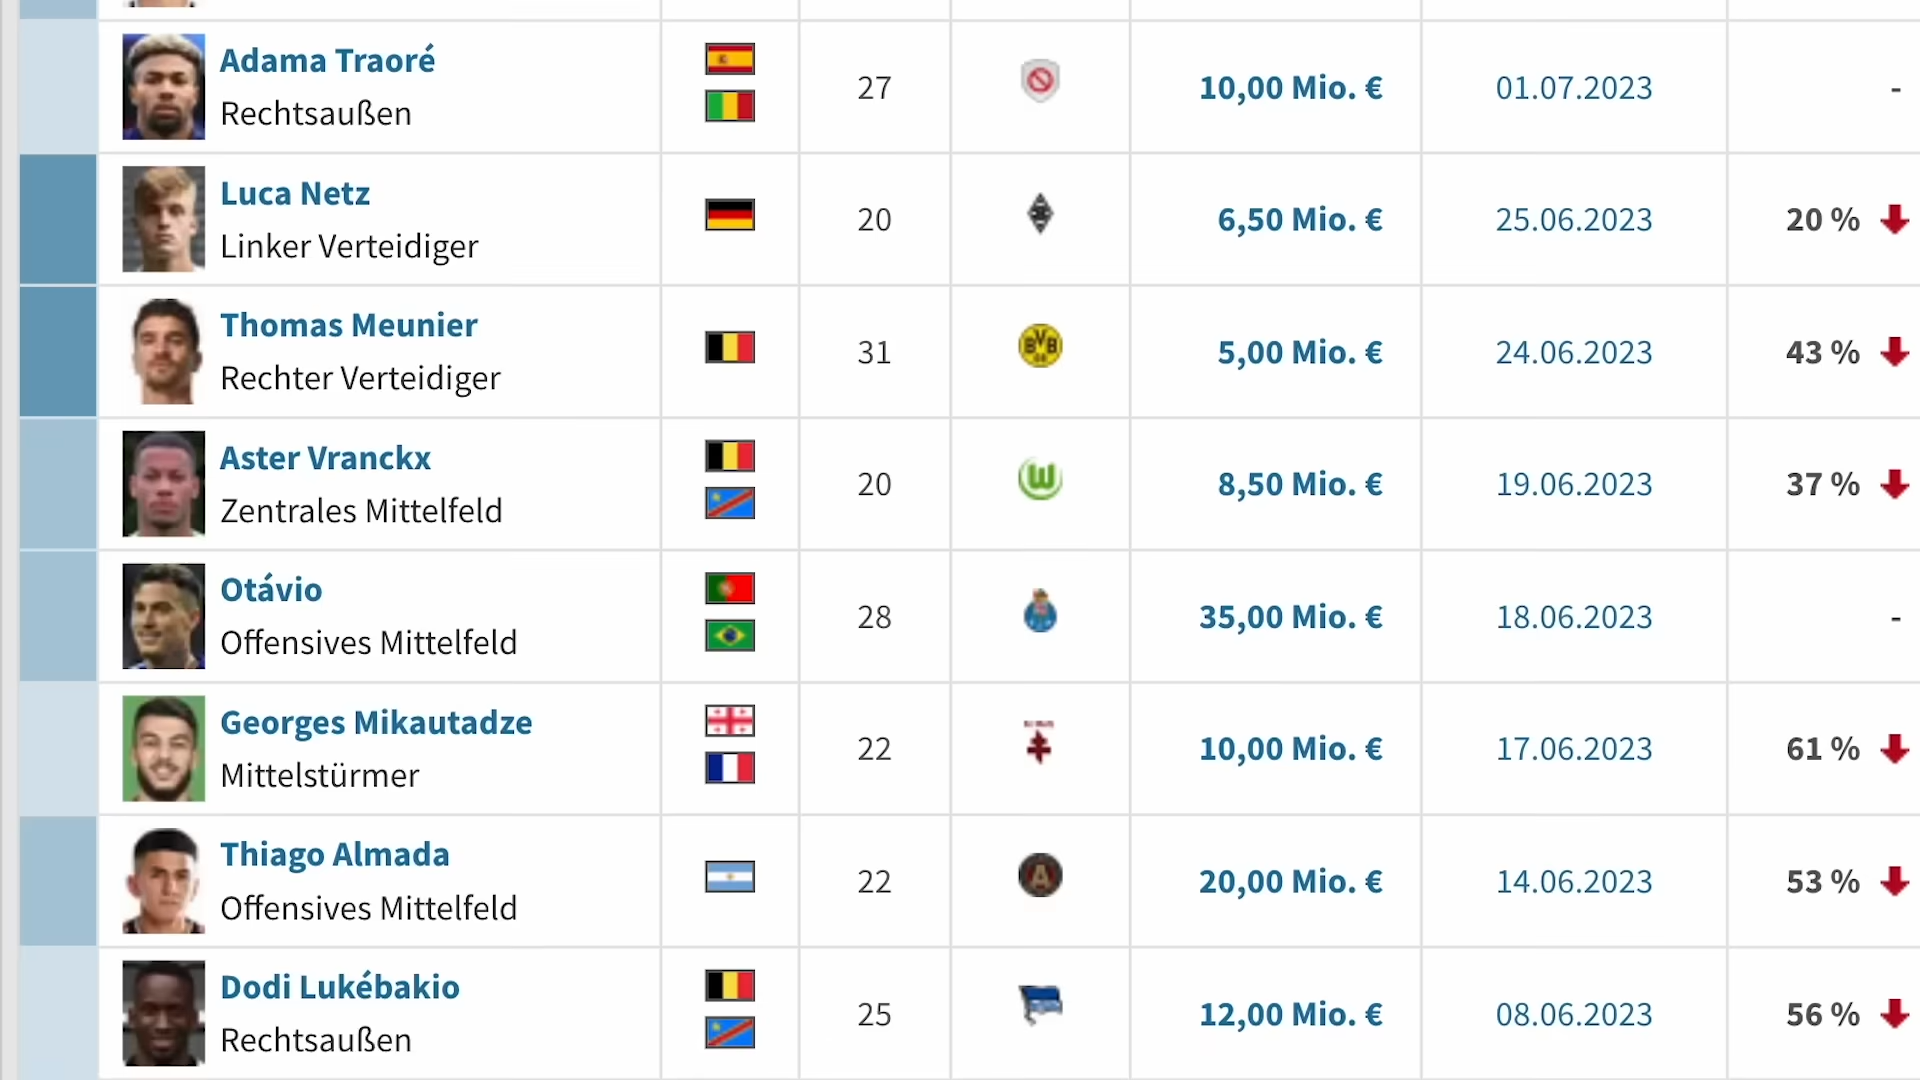 Adama Traoré
Rechtsaußen
27
10,00 Mio. €
01.07.2023
-
Luca Netz
Linker Verteidiger
20
6,50 Mio. €
25.06.2023
20 %
Thomas Meunier
Rechter Verteidiger
31
BVB
09
5,00 Mio. €
24.06.2023
43 %
Aster Vranckx
Zentrales Mittelfeld
20
W
8,50 Mio. €
19.06.2023
37 %
Otávio
Offensives Mittelfeld
28
35,00 Mio. €
18.06.2023
-
Georges Mikautadze
Mittelstürmer
22
10,00 Mio. €
17.06.2023
61 %
Thiago Almada
Offensives Mittelfeld
22
A
20,00 Mio. €
14.06.2023
53 %
Dodi Lukébakio
Rechtsaußen
25
12,00 Mio. €
08.06.2023
56 %